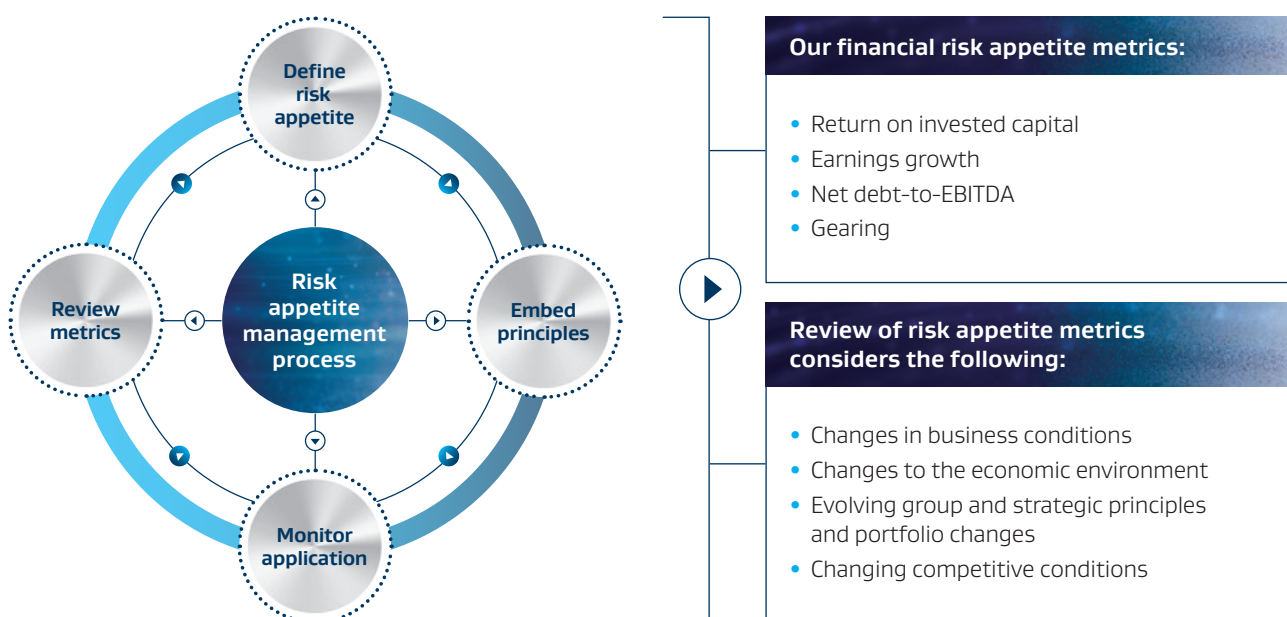 Define
risk
appetite
Review
metrics
Risk
appetite
management
process
Embed
principles
Monitor
application
Our financial risk appetite metrics:
• Return on invested capital
• Earnings growth
• Net debt-to-EBITDA
• Gearing
Review of risk appetite metrics
considers the following:
• Changes in business conditions
• Changes to the economic environment
• Evolving group and strategic principles
and portfolio changes
• Changing competitive conditions